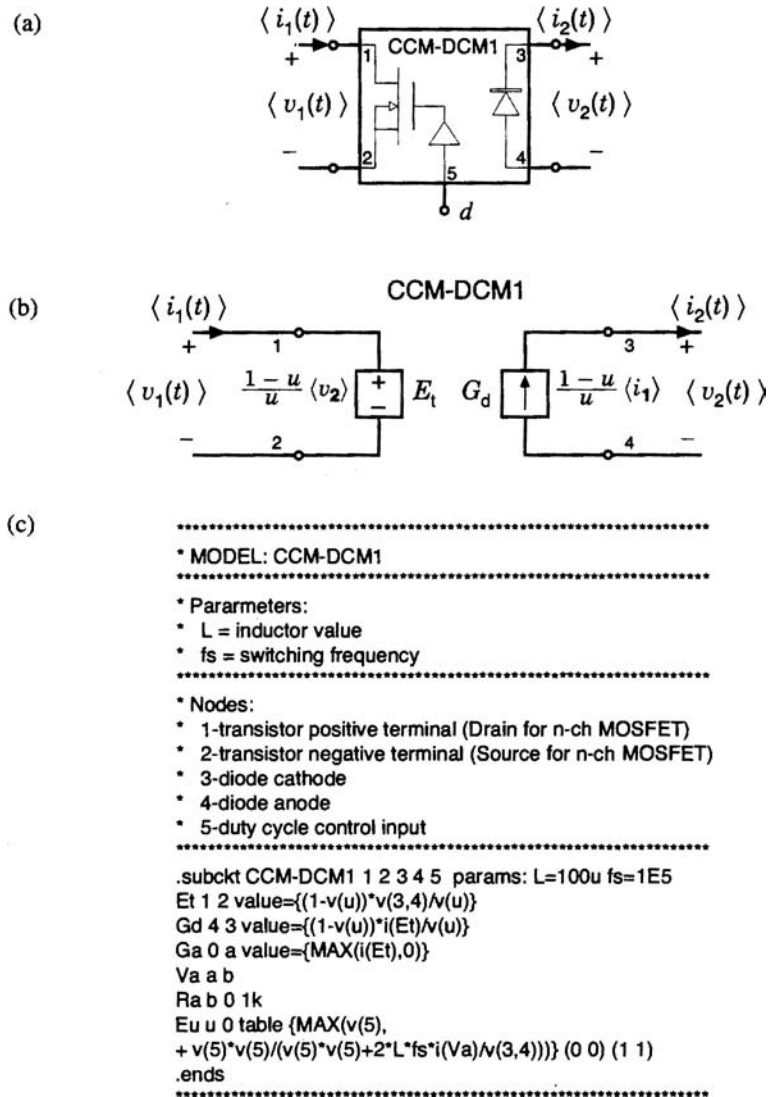 (a)
⟨ i₁(t) ⟩
CCM-DCM1
⟨ i₂(t) ⟩
+
1
3
+
⟨ v₁(t) ⟩
⟨ v₂(t) ⟩
−
2
5
4
−
d
(b)
CCM-DCM1
⟨ i₁(t) ⟩
⟨ i₂(t) ⟩
+
1
3
+
⟨ v₁(t) ⟩
1 − u / u ⟨v₂⟩
+
−
Eₜ
G_d
1 − u / u ⟨i₁⟩
⟨ v₂(t) ⟩
−
2
4
−
(c)
******************************************************************
* MODEL: CCM-DCM1
******************************************************************
* Pararmeters:
* L = inductor value
* fs = switching frequency
******************************************************************
* Nodes:
* 1-transistor positive terminal (Drain for n-ch MOSFET)
* 2-transistor negative terminal (Source for n-ch MOSFET)
* 3-diode cathode
* 4-diode anode
* 5-duty cycle control input
******************************************************************
.subckt CCM-DCM1 1 2 3 4 5 params: L=100u fs=1E5
Et 1 2 value={(1-v(u))*v(3,4)/v(u)}
Gd 4 3 value={(1-v(u))*i(Et)/v(u)}
Ga 0 a value={MAX(i(Et),0)}
Va a b
Ra b 0 1k
Eu u 0 table {MAX(v(5),
+ v(5)*v(5)/(v(5)*v(5)+2*L*fs*i(Va)/v(3,4)))} (0 0) (1 1)
.ends
******************************************************************